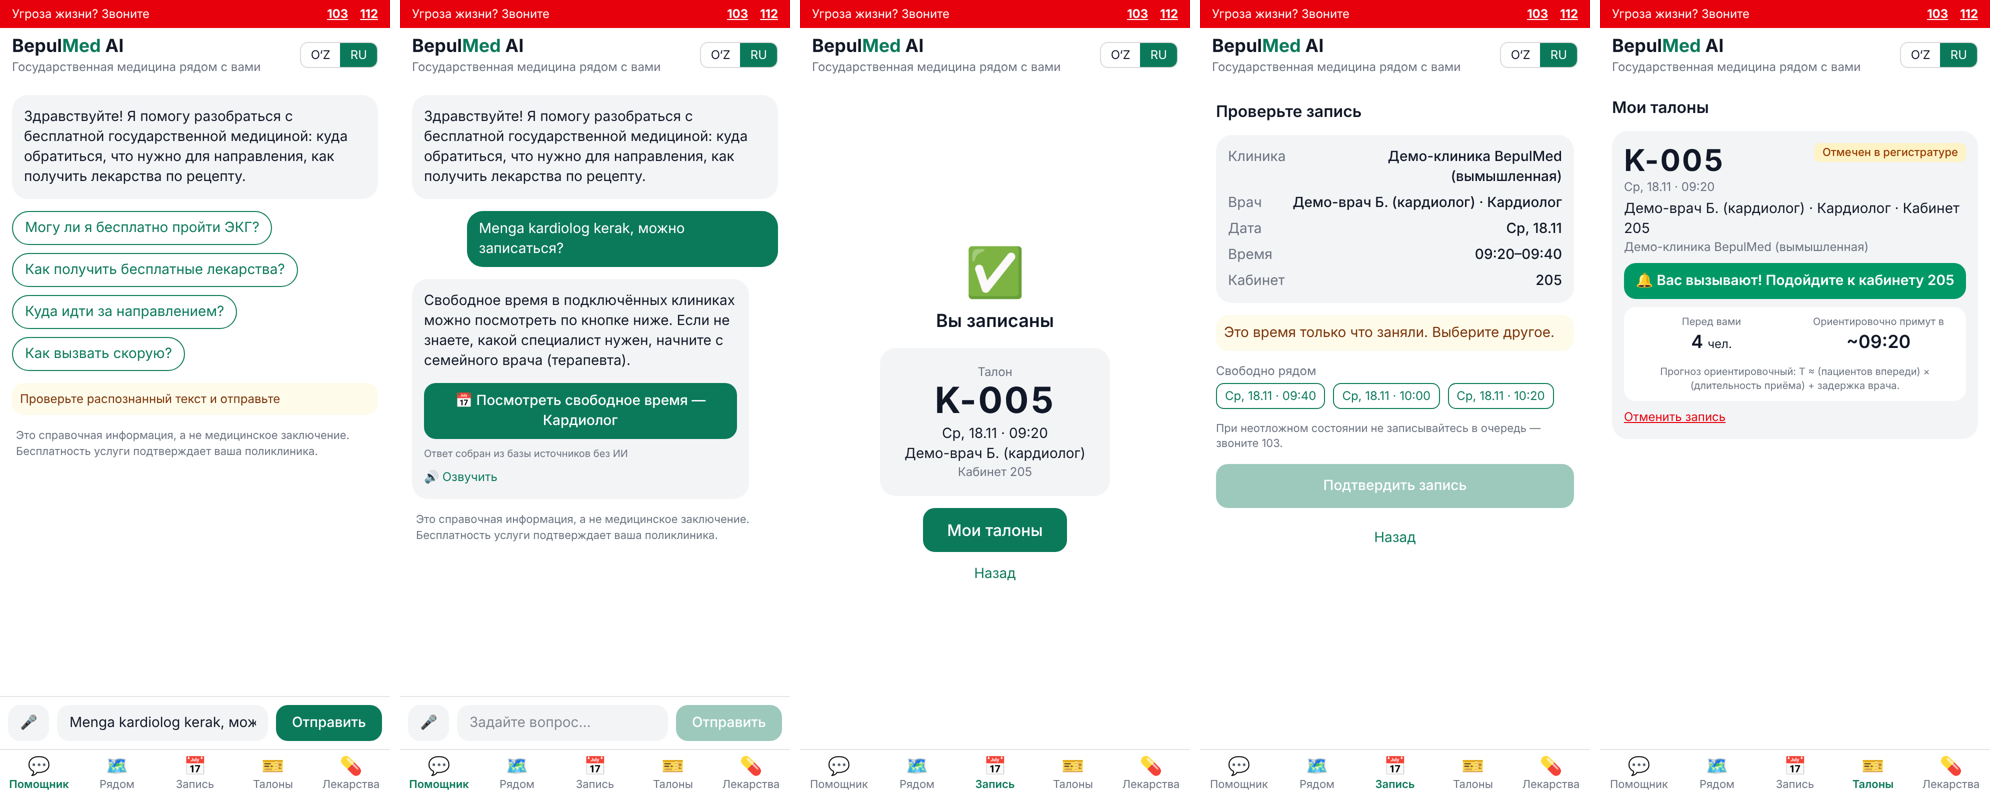 Угроза жизни? Звоните 103 112
BepulMed AI
Государственная медицина рядом с вами
O'Z RU
Здравствуйте! Я помогу разобраться с
бесплатной государственной медициной: куда
обратиться, что нужно для направления, как
получить лекарства по рецепту.
Могу ли я бесплатно пройти ЭКГ?
Как получить бесплатные лекарства?
Куда идти за направлением?
Как вызвать скорую?
Проверьте распознанный текст и отправьте
Это справочная информация, а не медицинское заключение.
Бесплатность услуги подтверждает ваша поликлиника.
Menga kardiolog kerak, мож
Отправить
Помощник Рядом Запись Талоны Лекарства
Угроза жизни? Звоните 103 112
BepulMed AI
Государственная медицина рядом с вами
O'Z RU
Здравствуйте! Я помогу разобраться с
бесплатной государственной медициной: куда
обратиться, что нужно для направления, как
получить лекарства по рецепту.
Menga kardiolog kerak, можно
записаться?
Свободное время в подключённых клиниках
можно посмотреть по кнопке ниже. Если не
знаете, какой специалист нужен, начните с
семейного врача (терапевта).
Посмотреть свободное время —
Кардиолог
Ответ собран из базы источников без ИИ
Озвучить
Это справочная информация, а не медицинское заключение.
Бесплатность услуги подтверждает ваша поликлиника.
Задайте вопрос...
Отправить
Помощник Рядом Запись Талоны Лекарства
Угроза жизни? Звоните 103 112
BepulMed AI
Государственная медицина рядом с вами
O'Z RU
Вы записаны
Талон
K-005
Ср, 18.11 · 09:20
Демо-врач Б. (кардиолог)
Кабинет 205
Мои талоны
Назад
Помощник Рядом Запись Талоны Лекарства
Угроза жизни? Звоните 103 112
BepulMed AI
Государственная медицина рядом с вами
O'Z RU
Проверьте запись
Клиника Демо-клиника BepulMed
(вымышленная)
Врач Демо-врач Б. (кардиолог) · Кардиолог
Дата Ср, 18.11
Время 09:20–09:40
Кабинет 205
Это время только что заняли. Выберите другое.
Свободно рядом
Ср, 18.11 · 09:40 Ср, 18.11 · 10:00 Ср, 18.11 · 10:20
При неотложном состоянии не записывайтесь в очередь —
звоните 103.
Подтвердить запись
Назад
Помощник Рядом Запись Талоны Лекарства
Угроза жизни? Звоните 103 112
BepulMed AI
Государственная медицина рядом с вами
O'Z RU
Мои талоны
K-005 Отмечен в регистратуре
Ср, 18.11 · 09:20
Демо-врач Б. (кардиолог) · Кардиолог · Кабинет
205
Демо-клиника BepulMed (вымышленная)
Вас вызывают! Подойдите к кабинету 205
Перед вами Ориентировочно примут в
4 чел. ~09:20
Прогноз ориентировочный: T ≈ (пациентов впереди) ×
(длительность приёма) + задержка врача.
Отменить запись
Помощник Рядом Запись Талоны Лекарства